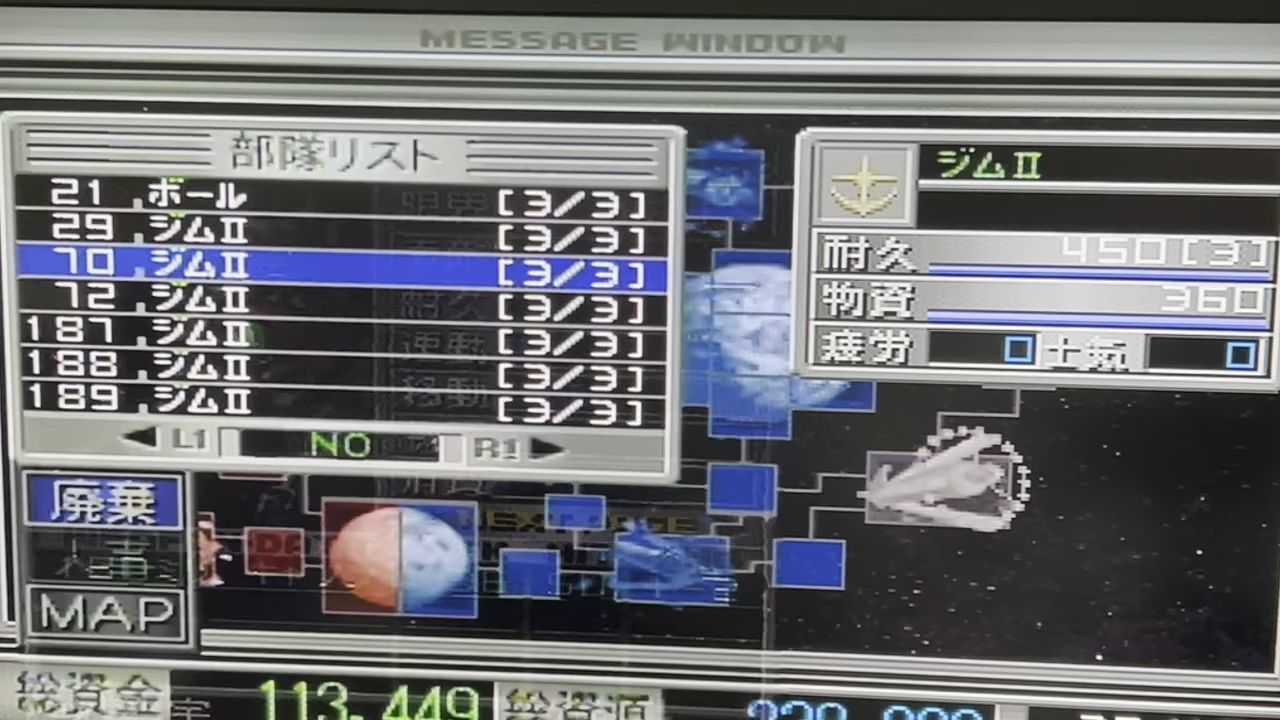 MESSAGE WINDOW
部隊リスト
21 .ボール [3/3]
29 .ジムⅡ [3/3]
70 .ジムⅡ [3/3]
72 .ジムⅡ [3/3]
187 .ジムⅡ [3/3]
188 .ジムⅡ [3/3]
189 .ジムⅡ [3/3]
L1 NO R1
ジムⅡ
耐久 450[3]
物資 360
疲労 0 士気 0
廃棄
MAP
総資金 113,449 総資源